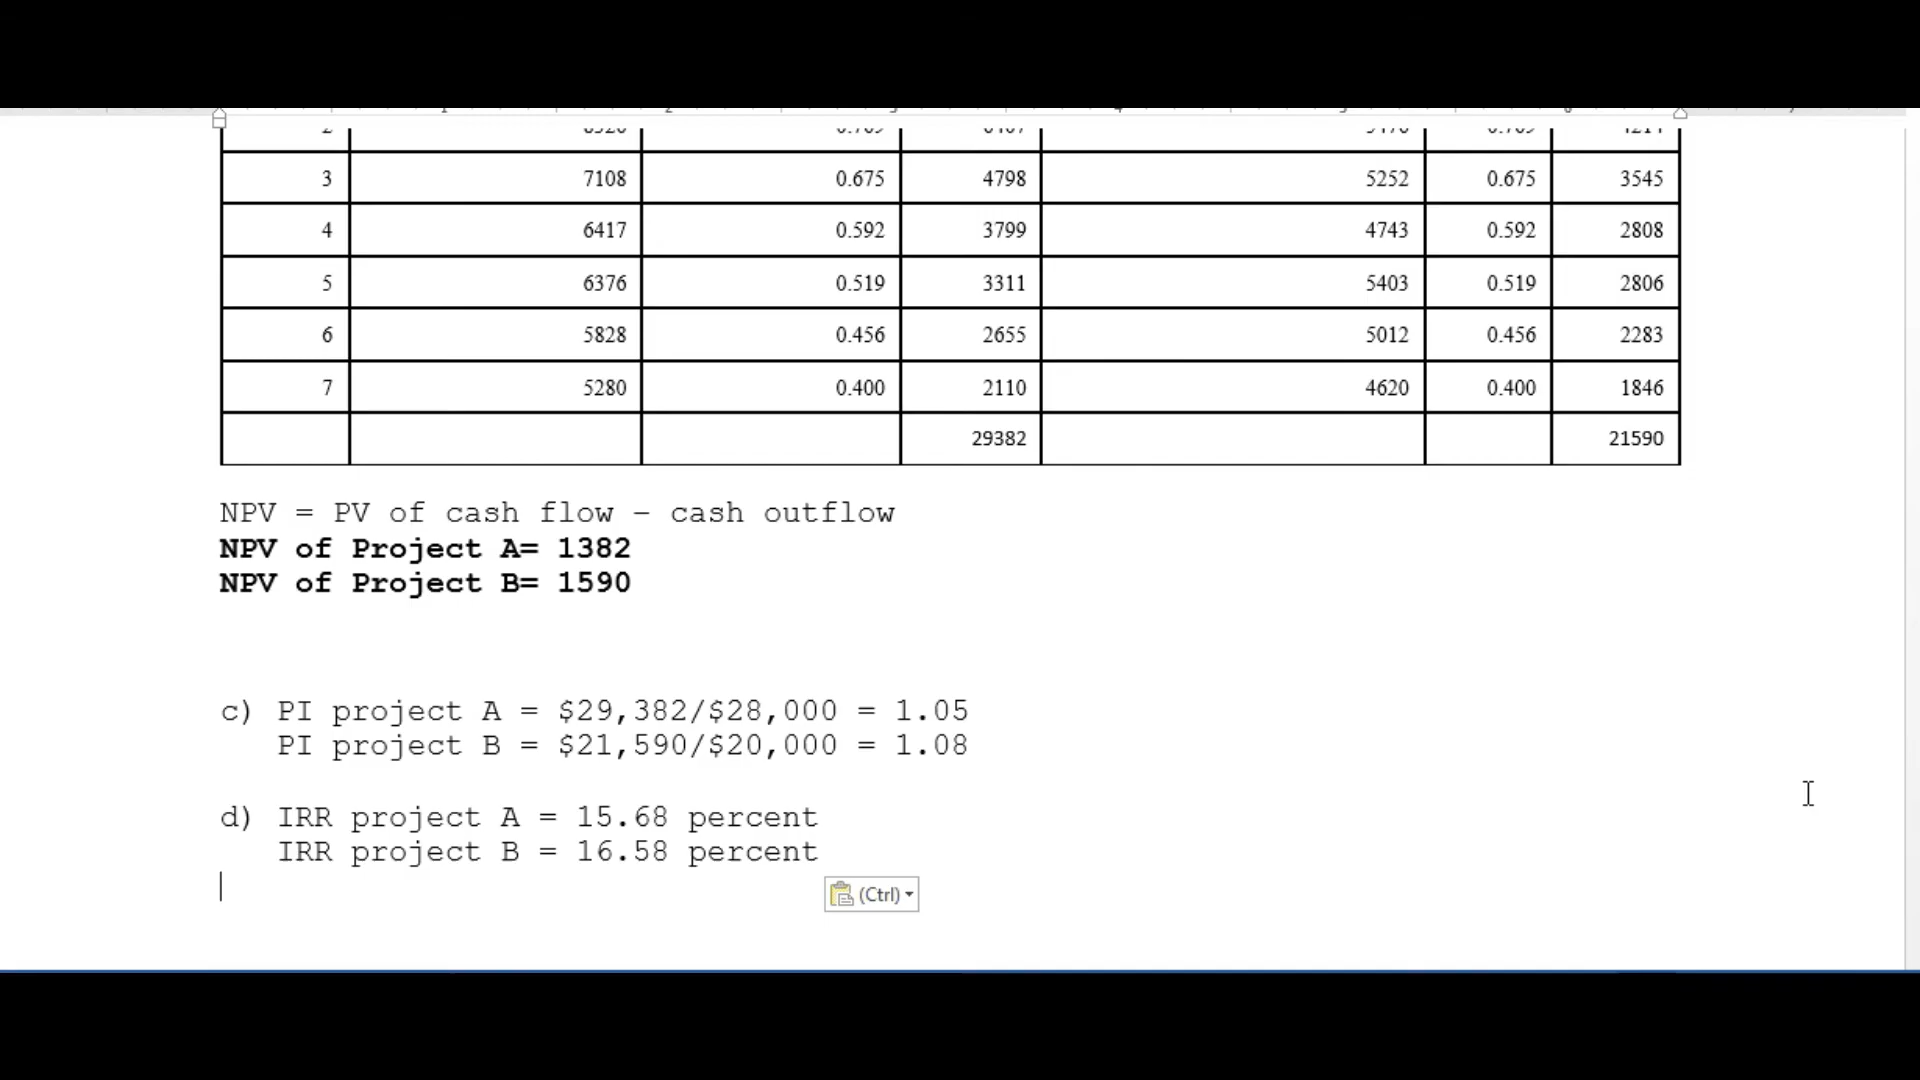 3 7108 0.675 4798 5252 0.675 3545
4 6417 0.592 3799 4743 0.592 2808
5 6376 0.519 3311 5403 0.519 2806
6 5828 0.456 2655 5012 0.456 2283
7 5280 0.400 2110 4620 0.400 1846
29382 21590
NPV = PV of cash flow – cash outflow
NPV of Project A= 1382
NPV of Project B= 1590
c) PI project A = $29,382/$28,000 = 1.05
PI project B = $21,590/$20,000 = 1.08
d) IRR project A = 15.68 percent
IRR project B = 16.58 percent
(Ctrl)